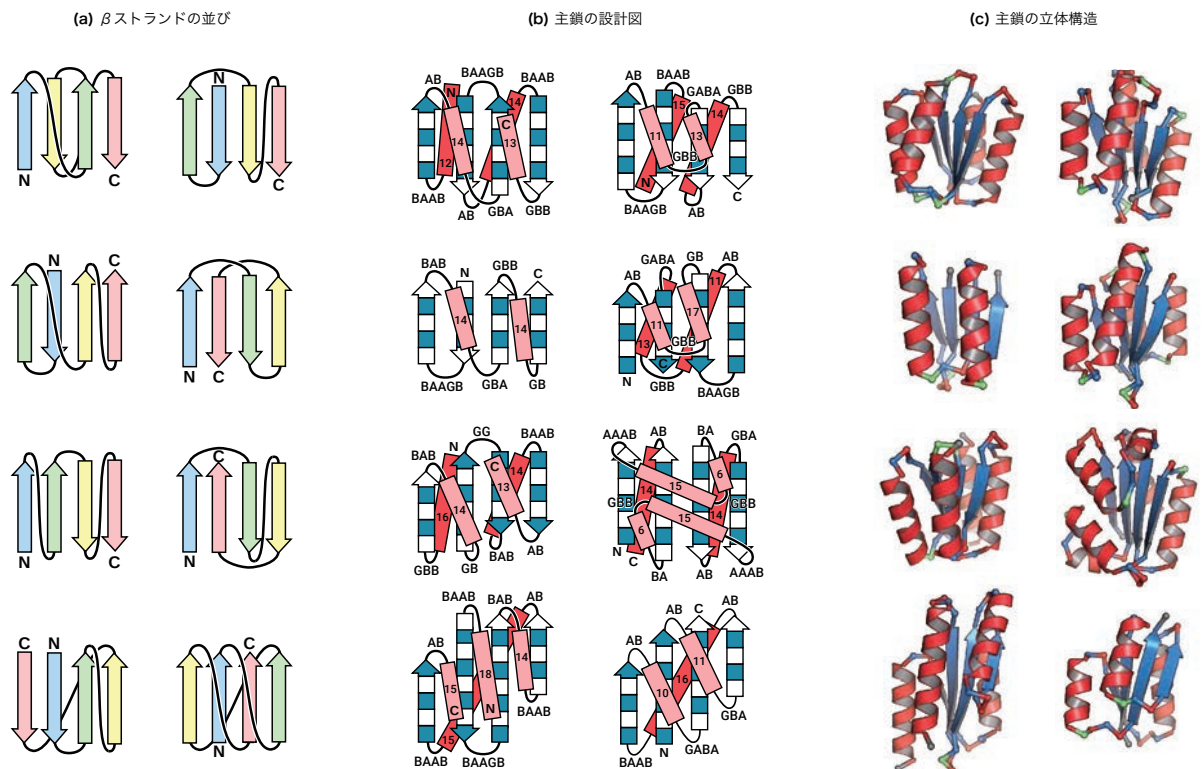 (a) βストランドの並び
(b) 主鎖の設計図
(c) 主鎖の立体構造
N
C
N
C
AB
BAAGB
BAAB
N
14
C
14
12
13
BAAB
AB
GBA
GBB
AB
BAAB
GABA
GBB
15
14
11
13
GBB
N
BAAGB
AB
C
N
C
N
C
BAB
N
GBB
C
14
14
BAAGB
GBA
GB
GABA
GB
AB
AB
11
11
17
13
GBB
C
N
GBB
BAAGB
N
C
C
N
GG
N
BAAB
BAB
C
14
13
16
14
GBB
GB
BAB
AB
AAAB
AB
BA
GBA
15
6
14
GBB
GBB
15
14
6
N
C
BA
AB
AAAB
C
N
C
N
BAAB
BAB
AB
AB
14
15
18
C
N
15
BAAB
BAAB
BAAGB
AB
C
AB
AB
11
16
10
GBA
N
GABA
BAAB